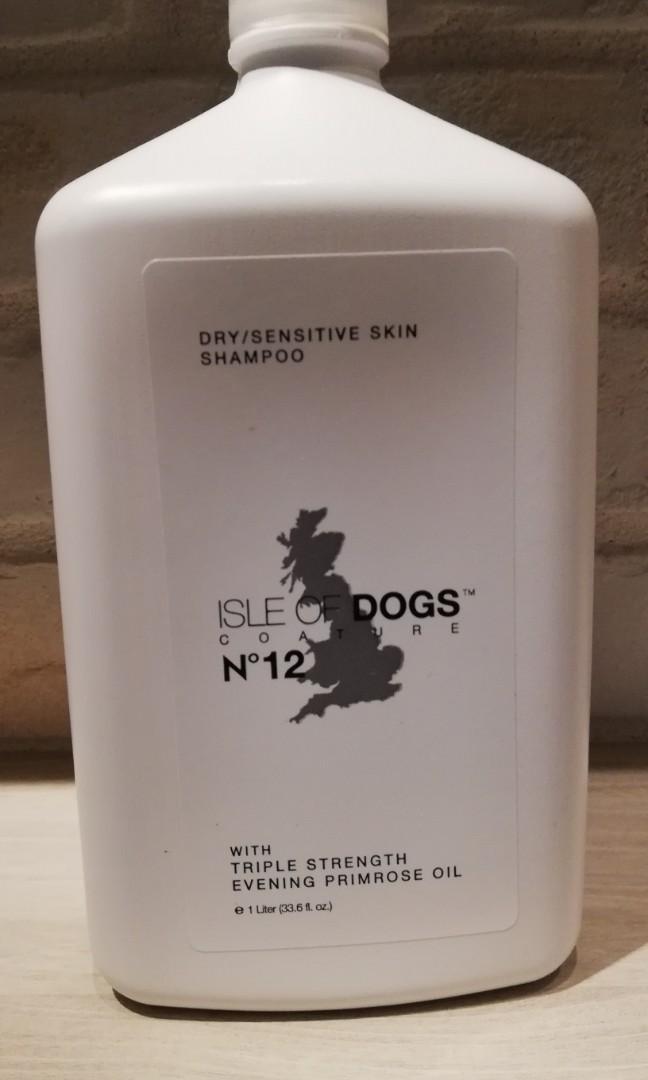 DRY/SENSITIVE SKIN
SHAMPOO
ISLE OF DOGS™
COATURE
N°12
WITH
TRIPLE STRENGTH
EVENING PRIMROSE OIL
℮ 1 Liter (33.6 fl. oz.)